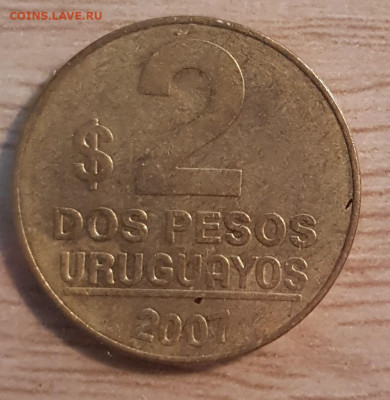 COINS.LAVE.RU
$ 2
DOS PESOS
URUGUAYOS
2007